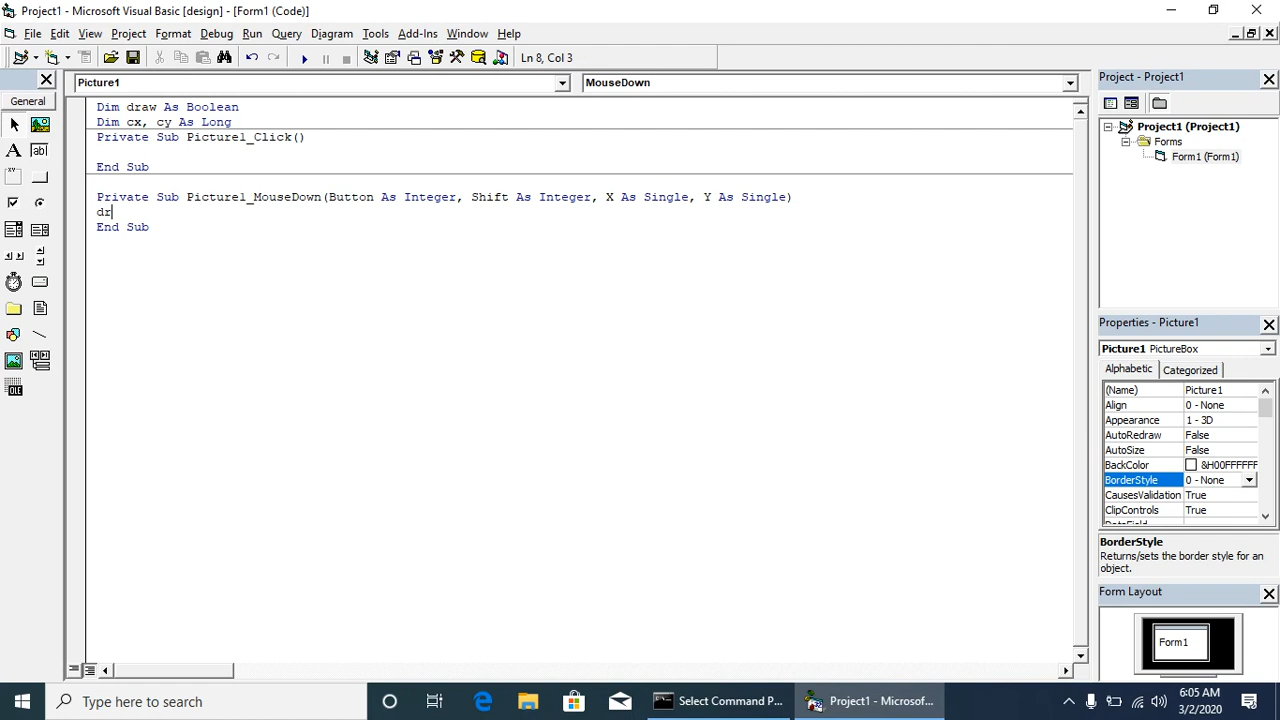 Project1 - Microsoft Visual Basic [design] - [Form1 (Code)]
File Edit View Project Format Debug Run Query Diagram Tools Add-Ins Window Help
Ln 8, Col 3
General
Picture1
MouseDown
Dim draw As Boolean
Dim cx, cy As Long
Private Sub Picture1_Click()
End Sub
Private Sub Picture1_MouseDown(Button As Integer, Shift As Integer, X As Single, Y As Single)
dr
End Sub
Project - Project1
Project1 (Project1)
Forms
Form1 (Form1)
Properties - Picture1
Picture1 PictureBox
Alphabetic Categorized
(Name) Picture1
Align 0 - None
Appearance 1 - 3D
AutoRedraw False
AutoSize False
BackColor &H00FFFFFF
BorderStyle 0 - None
CausesValidation True
ClipControls True
BorderStyle
Returns/sets the border style for an
object.
Form Layout
Form1
Type here to search
Select Command P...
Project1 - Microsof...
6:05 AM
3/2/2020